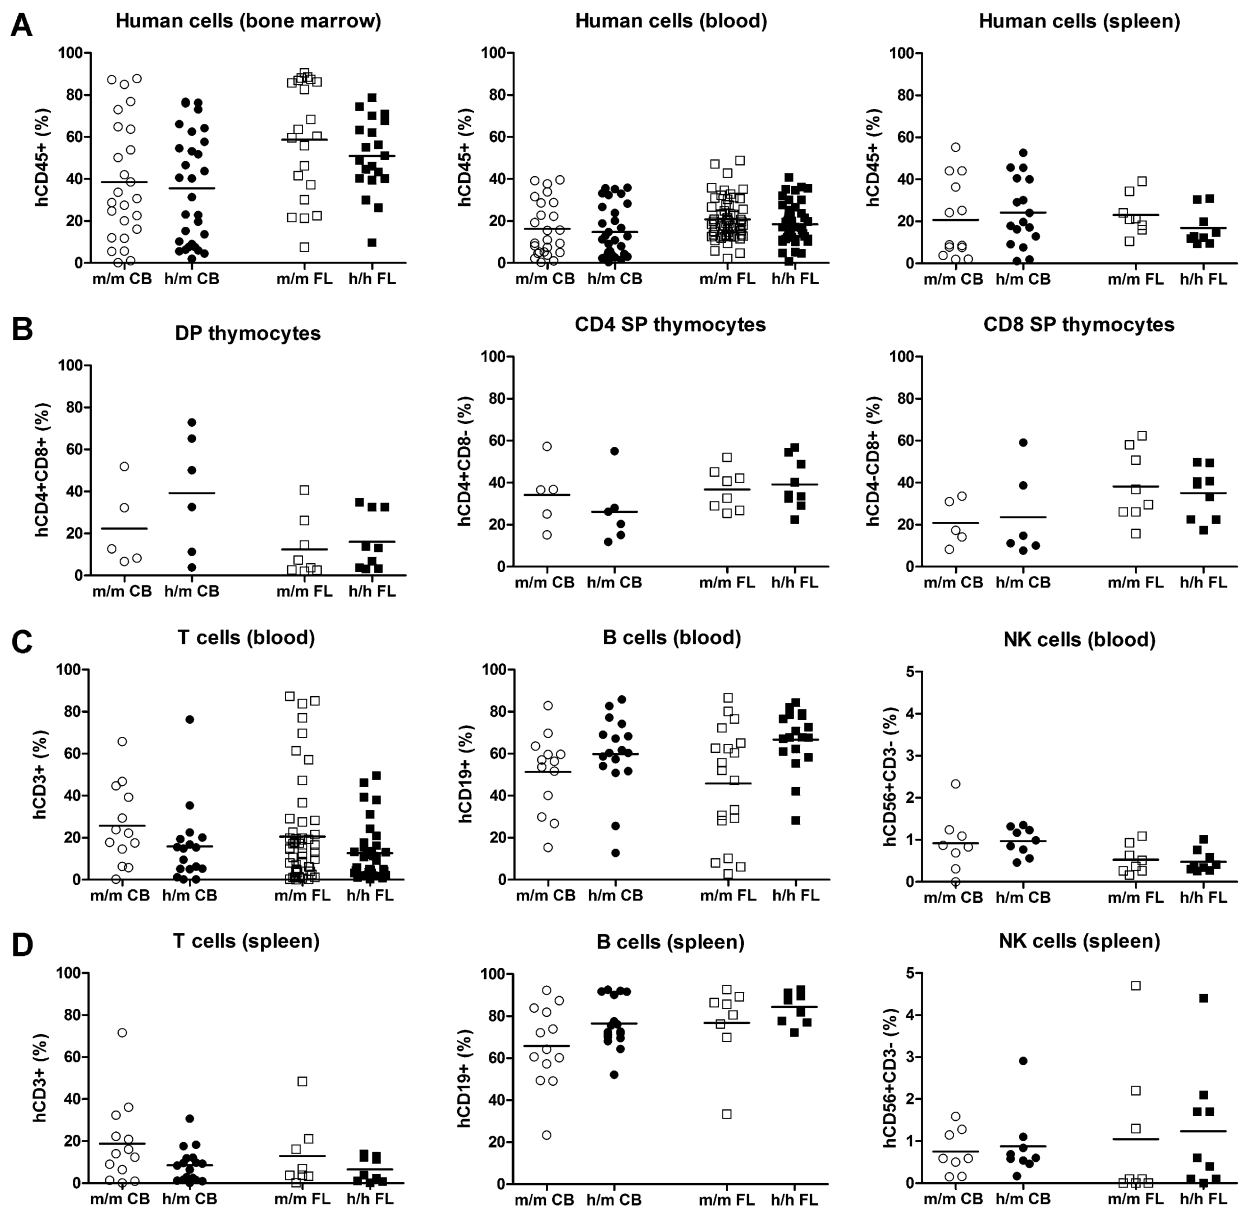 A
Human cells (bone marrow)
Human cells (blood)
Human cells (spleen)
hCD45+ (%)
100
80
60
40
20
0
m/m CB h/m CB m/m FL h/h FL
hCD45+ (%)
100
80
60
40
20
0
m/m CB h/m CB m/m FL h/h FL
hCD45+ (%)
100
80
60
40
20
0
m/m CB h/m CB m/m FL h/h FL
B
DP thymocytes
CD4 SP thymocytes
CD8 SP thymocytes
hCD4+CD8+ (%)
100
80
60
40
20
0
m/m CB h/m CB m/m FL h/h FL
hCD4+CD8- (%)
100
80
60
40
20
0
m/m CB h/m CB m/m FL h/h FL
hCD4-CD8+ (%)
100
80
60
40
20
0
m/m CB h/m CB m/m FL h/h FL
C
T cells (blood)
B cells (blood)
NK cells (blood)
hCD3+ (%)
100
80
60
40
20
0
m/m CB h/m CB m/m FL h/h FL
hCD19+ (%)
100
80
60
40
20
0
m/m CB h/m CB m/m FL h/h FL
hCD56+CD3- (%)
5
4
3
2
1
0
m/m CB h/m CB m/m FL h/h FL
D
T cells (spleen)
B cells (spleen)
NK cells (spleen)
hCD3+ (%)
100
80
60
40
20
0
m/m CB h/m CB m/m FL h/h FL
hCD19+ (%)
100
80
60
40
20
0
m/m CB h/m CB m/m FL h/h FL
hCD56+CD3- (%)
5
4
3
2
1
0
m/m CB h/m CB m/m FL h/h FL